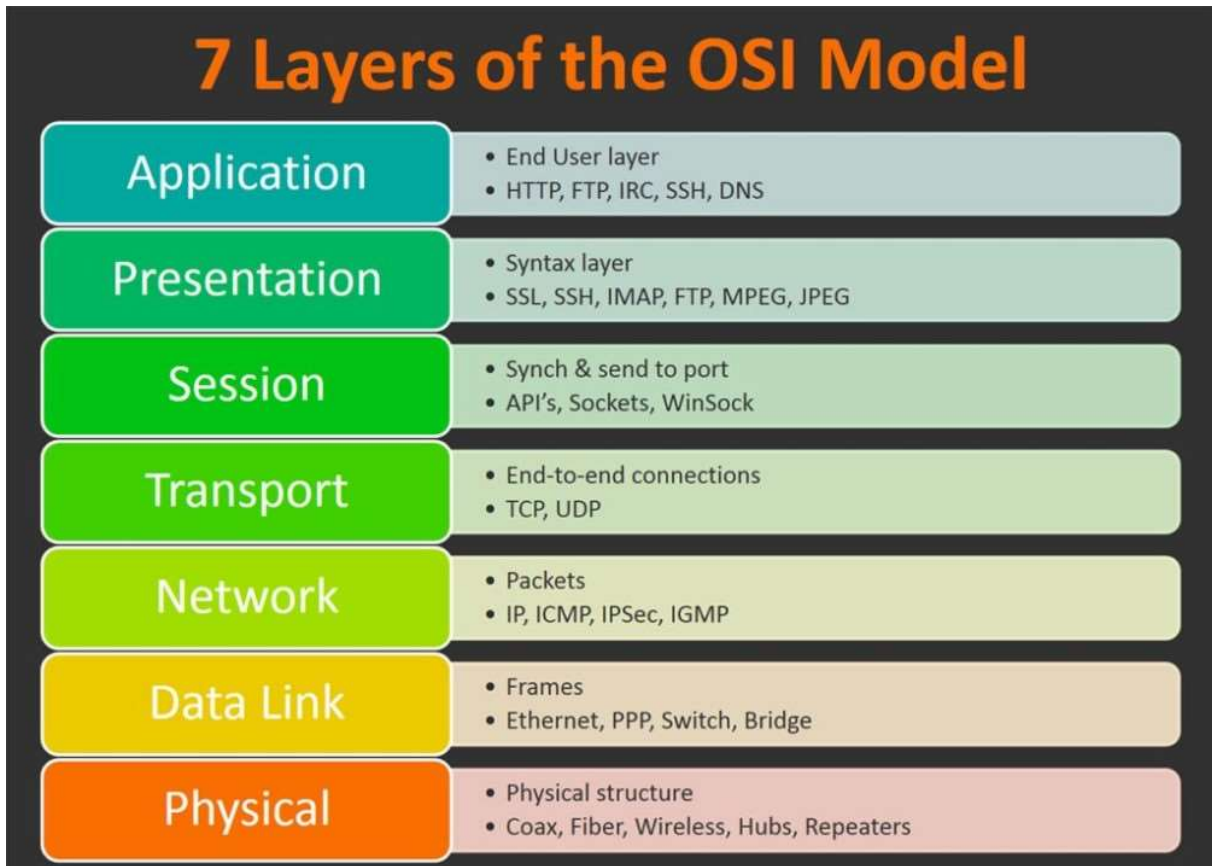 7 Layers of the OSI Model
Application
• End User layer
• HTTP, FTP, IRC, SSH, DNS
Presentation
• Syntax layer
• SSL, SSH, IMAP, FTP, MPEG, JPEG
Session
• Synch & send to port
• API's, Sockets, WinSock
Transport
• End-to-end connections
• TCP, UDP
Network
• Packets
• IP, ICMP, IPSec, IGMP
Data Link
• Frames
• Ethernet, PPP, Switch, Bridge
Physical
• Physical structure
• Coax, Fiber, Wireless, Hubs, Repeaters